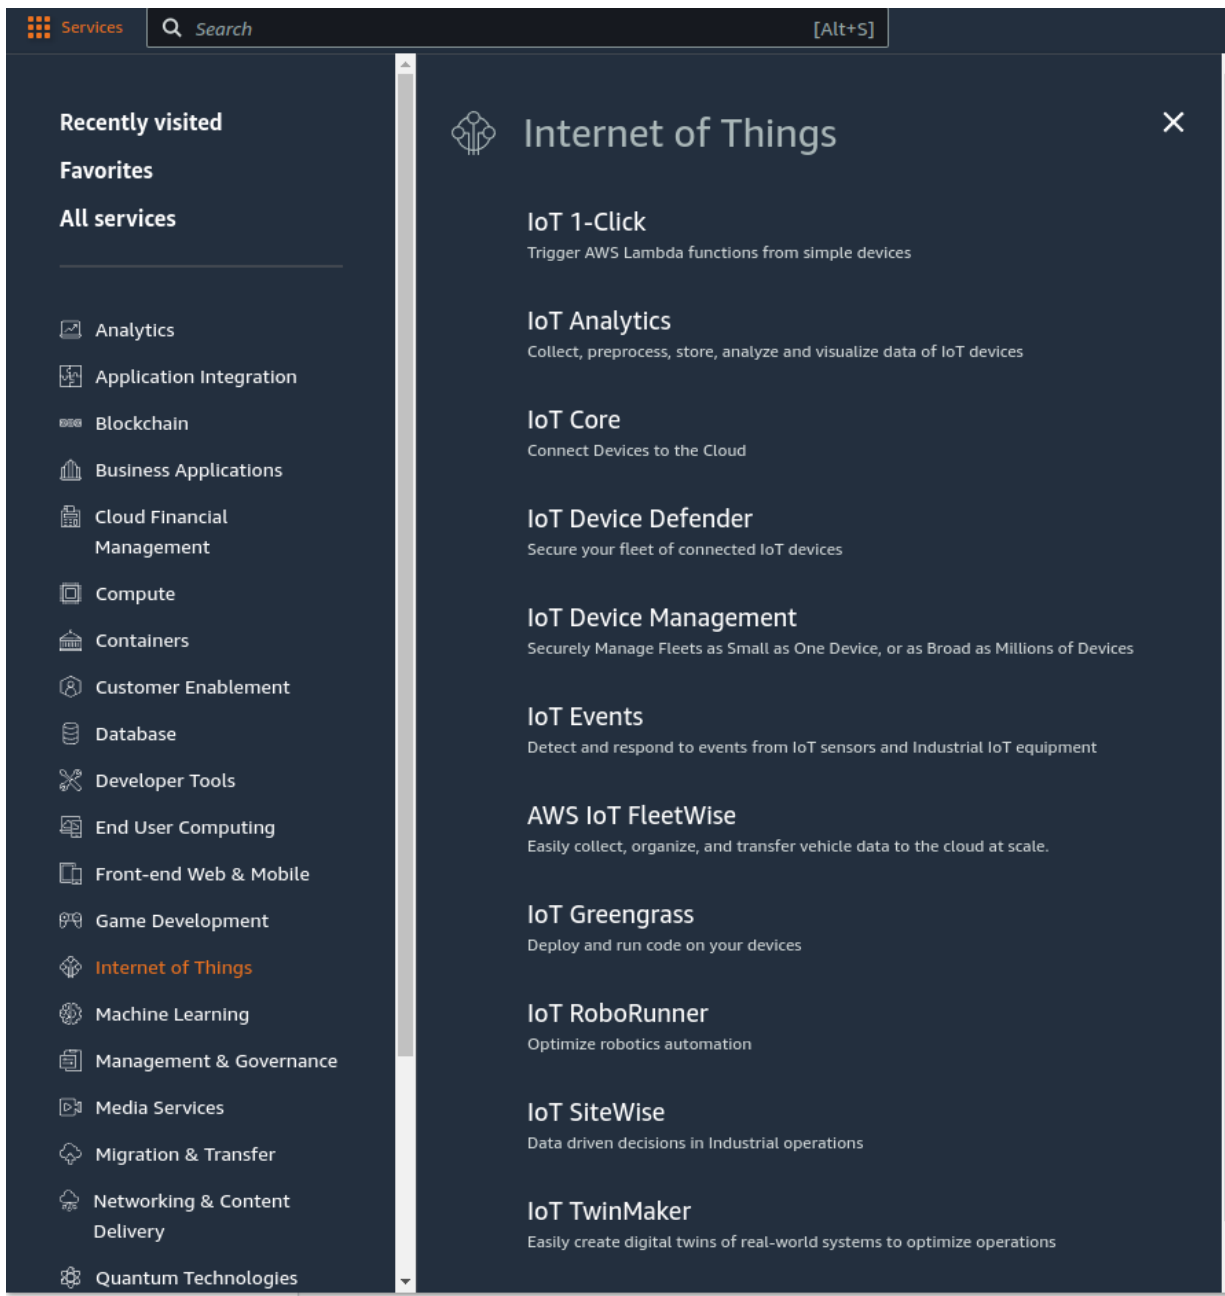 Services
Search
[Alt+S]
Recently visited
Favorites
All services
Analytics
Application Integration
Blockchain
Business Applications
Cloud Financial
Management
Compute
Containers
Customer Enablement
Database
Developer Tools
End User Computing
Front-end Web & Mobile
Game Development
Internet of Things
Machine Learning
Management & Governance
Media Services
Migration & Transfer
Networking & Content
Delivery
Quantum Technologies
Internet of Things
IoT 1-Click
Trigger AWS Lambda functions from simple devices
IoT Analytics
Collect, preprocess, store, analyze and visualize data of IoT devices
IoT Core
Connect Devices to the Cloud
IoT Device Defender
Secure your fleet of connected IoT devices
IoT Device Management
Securely Manage Fleets as Small as One Device, or as Broad as Millions of Devices
IoT Events
Detect and respond to events from IoT sensors and Industrial IoT equipment
AWS IoT FleetWise
Easily collect, organize, and transfer vehicle data to the cloud at scale.
IoT Greengrass
Deploy and run code on your devices
IoT RoboRunner
Optimize robotics automation
IoT SiteWise
Data driven decisions in Industrial operations
IoT TwinMaker
Easily create digital twins of real-world systems to optimize operations